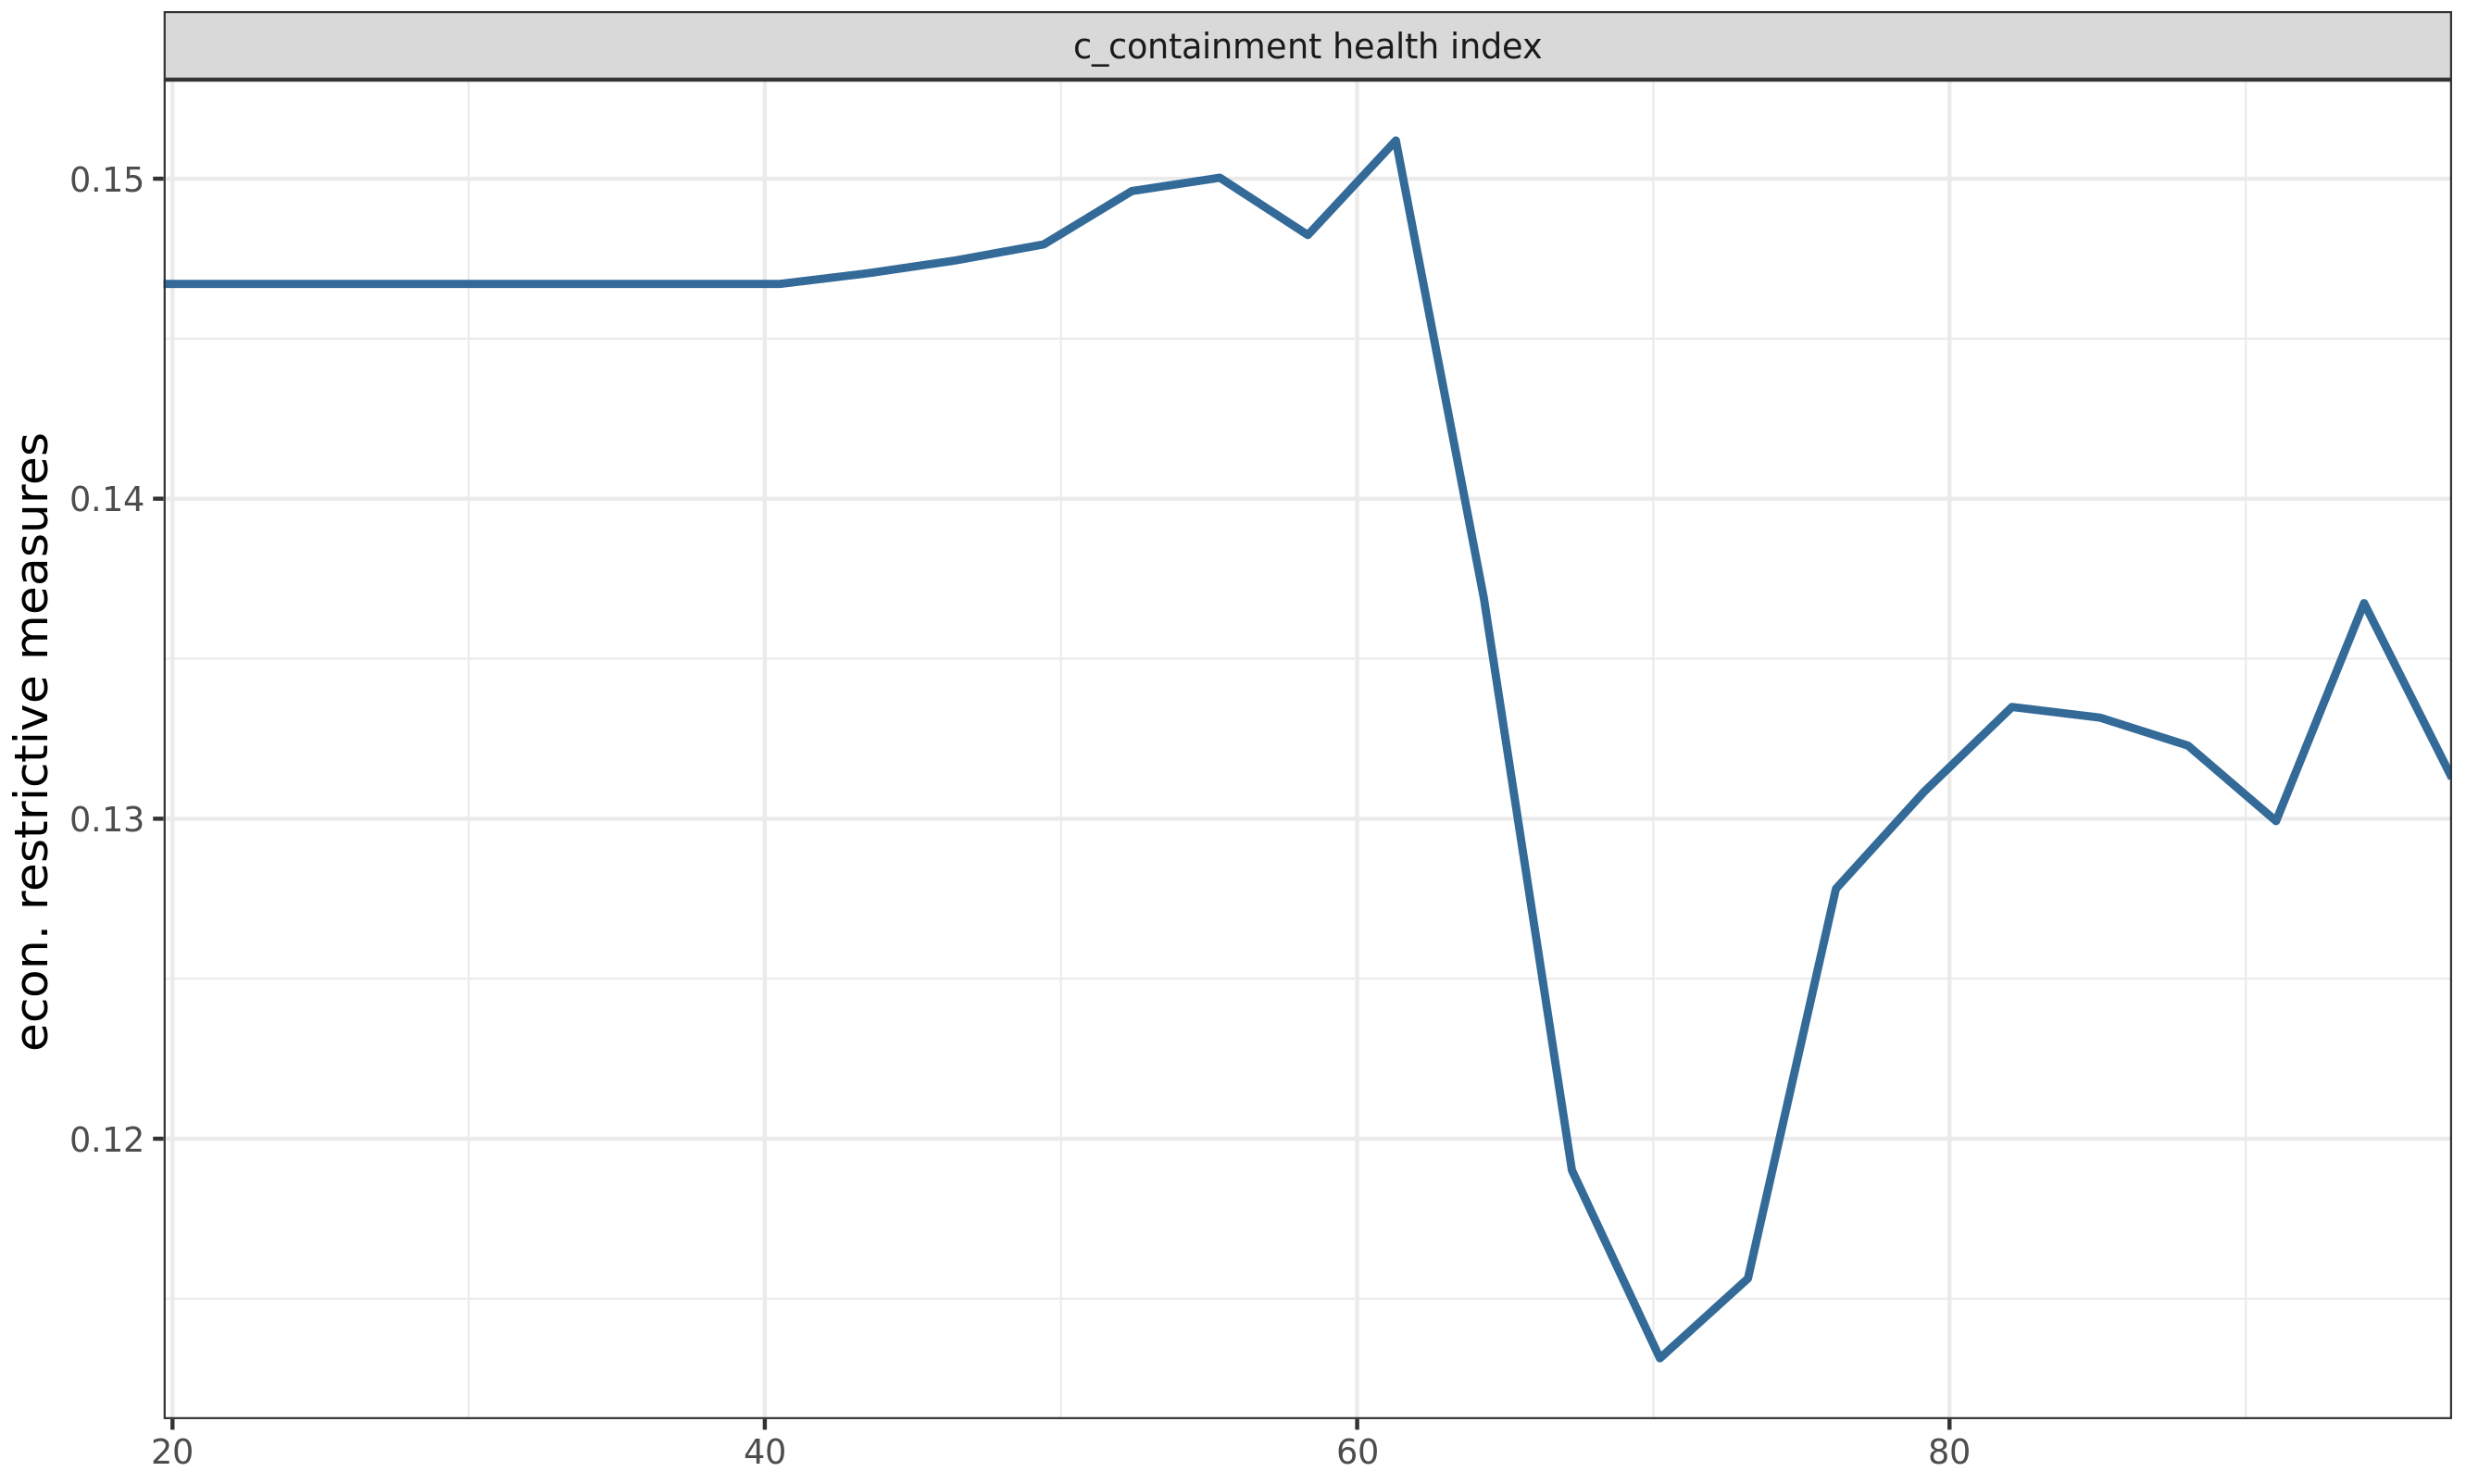 c_containment health index
econ. restrictive measures
0.15
0.14
0.13
0.12
20 40 60 80